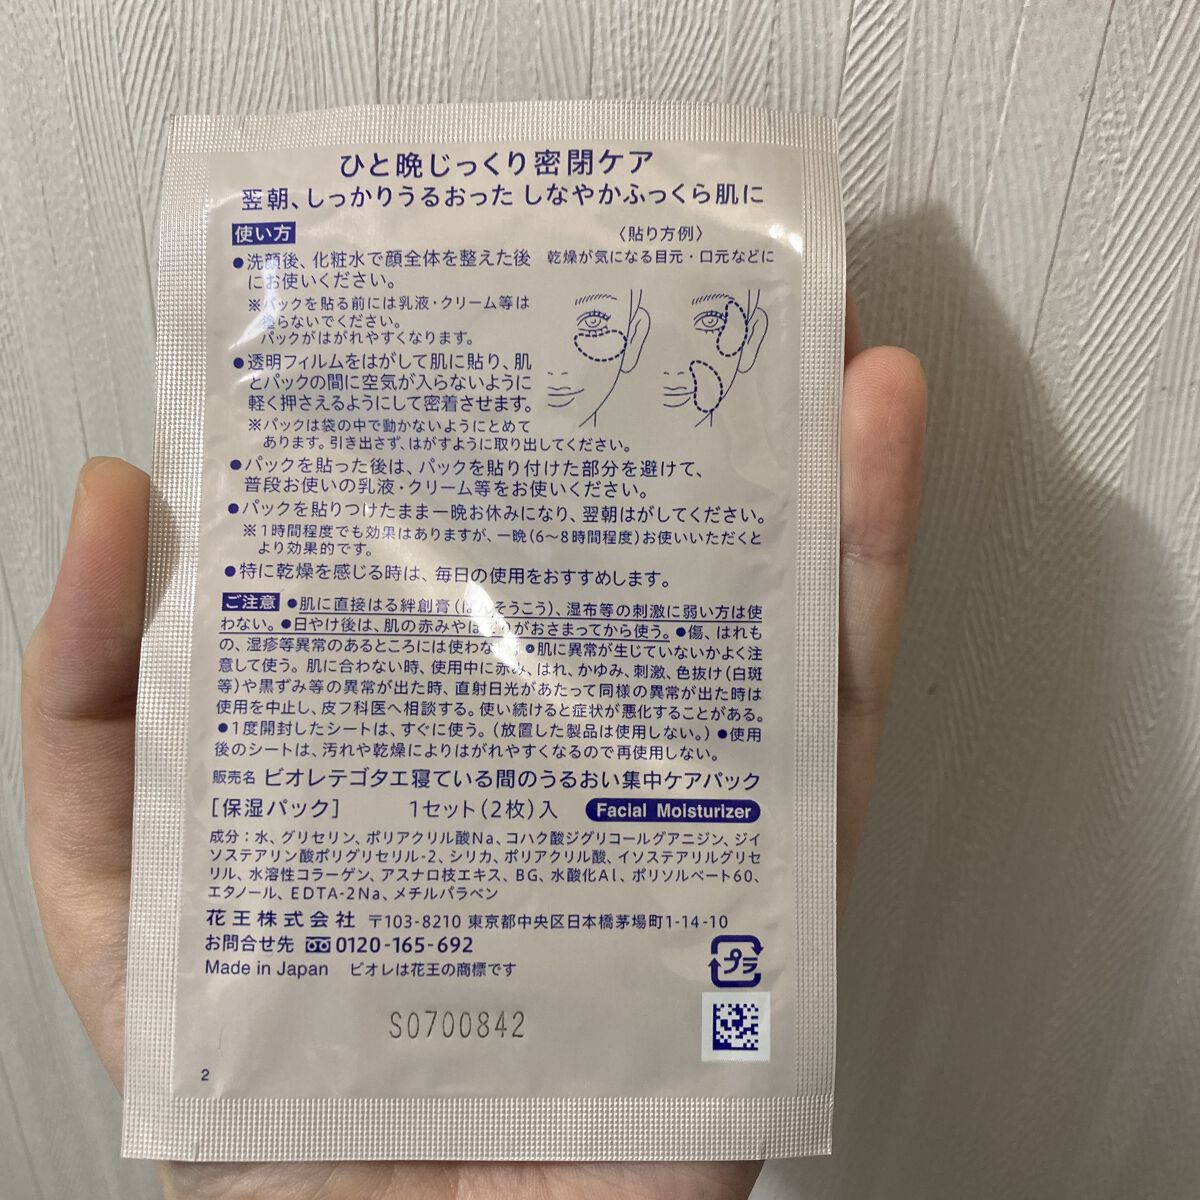 ひと晩じっくり密閉ケア
翌朝、しっかりうるおった しなやかふっくら肌に
使い方
●洗顔後、化粧水で顔全体を整えた後
にお使いください。
※パックを貼る前には乳液・クリーム等は
塗らないでください。
パックがはがれやすくなります。
●透明フィルムをはがして肌に貼り、肌
とパックの間に空気が入らないように
軽く押さえるようにして密着させます。
※パックは袋の中で動かないようにとめて
あります。引き出さず、はがすように取り出してください。
〈貼り方例〉
乾燥が気になる目元・口元などに
●パックを貼った後は、パックを貼り付けた部分を避けて、
普段お使いの乳液・クリーム等をお使いください。
●パックを貼りつけたまま一晩お休みになり、翌朝はがしてください。
※1時間程度でも効果はありますが、一晩(6〜8時間程度)お使いいただくと
より効果的です。
●特に乾燥を感じる時は、毎日の使用をおすすめします。
ご注意 ●肌に直接はる絆創膏(ばんそうこう)、湿布等の刺激に弱い方は使
わない。●日やけ後は、肌の赤みやほてりがおさまってから使う。●傷、はれも
の、湿疹等異常のあるところには使わない。●肌に異常が生じていないかよく注
意して使う。肌に合わない時、使用中に赤み、はれ、かゆみ、刺激、色抜け(白斑
等)や黒ずみ等の異常が出た時、直射日光があたって同様の異常が出た時は
使用を中止し、皮フ科医へ相談する。使い続けると症状が悪化することがある。
●1度開封したシートは、すぐに使う。(放置した製品は使用しない。)●使用
後のシートは、汚れや乾燥によりはがれやすくなるので再使用しない。
販売名 ビオレテゴタエ寝ている間のうるおい集中ケアパック
[保湿パック] 1セット(2枚)入 Facial Moisturizer
成分：水、グリセリン、ポリアクリル酸Na、コハク酸ジグリコールグアニジン、ジイ
ソステアリン酸ポリグリセリル-2、シリカ、ポリアクリル酸、イソステアリルグリセ
リル、水溶性コラーゲン、アスナロ枝エキス、BG、水酸化Al、ポリソルベート60、
エタノール、EDTA-2Na、メチルパラベン
花王株式会社 〒103-8210 東京都中央区日本橋茅場町1-14-10
お問合せ先 0120-165-692
Made in Japan ビオレは花王の商標です
プラ
S0700842
2